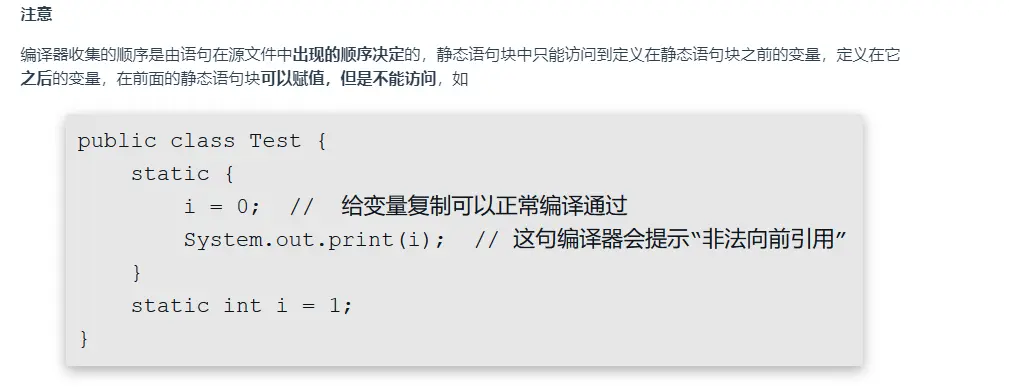 注意
编译器收集的顺序是由语句在源文件中出现的顺序决定的，静态语句块中只能访问到定义在静态语句块之前的变量，定义在它
之后的变量，在前面的静态语句块可以赋值，但是不能访问，如
public class Test {
    static {
        i = 0;  //  给变量复制可以正常编译通过
        System.out.print(i);  // 这句编译器会提示“非法向前引用”
    }
    static int i = 1;
}